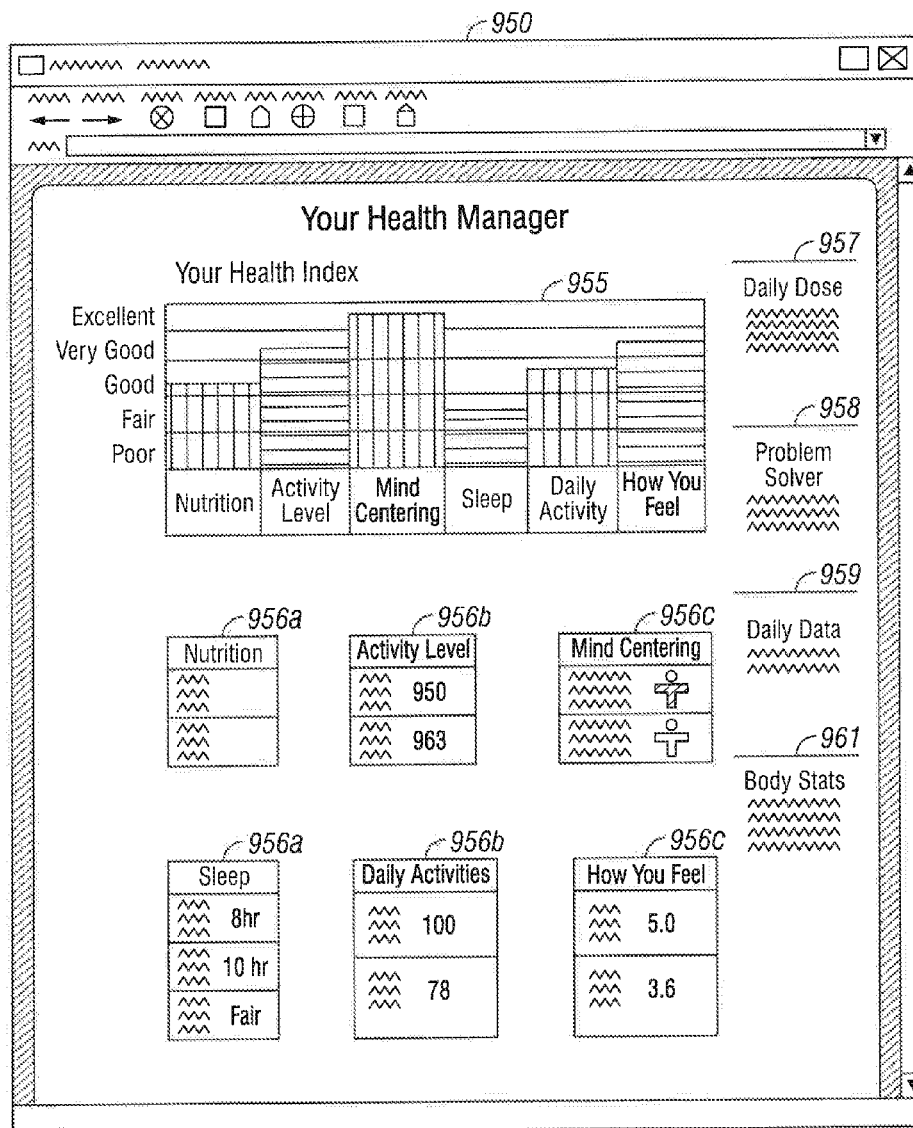 950
Your Health Manager
Your Health Index
955
Excellent
Very Good
Good
Fair
Poor
Nutrition
Activity
Level
Mind
Centering
Sleep
Daily
Activity
How You
Feel
957
Daily Dose
958
Problem
Solver
959
Daily Data
961
Body Stats
956a
Nutrition
956b
Activity Level
950
963
956c
Mind Centering
956a
Sleep
8hr
10 hr
Fair
956b
Daily Activities
100
78
956c
How You Feel
5.0
3.6